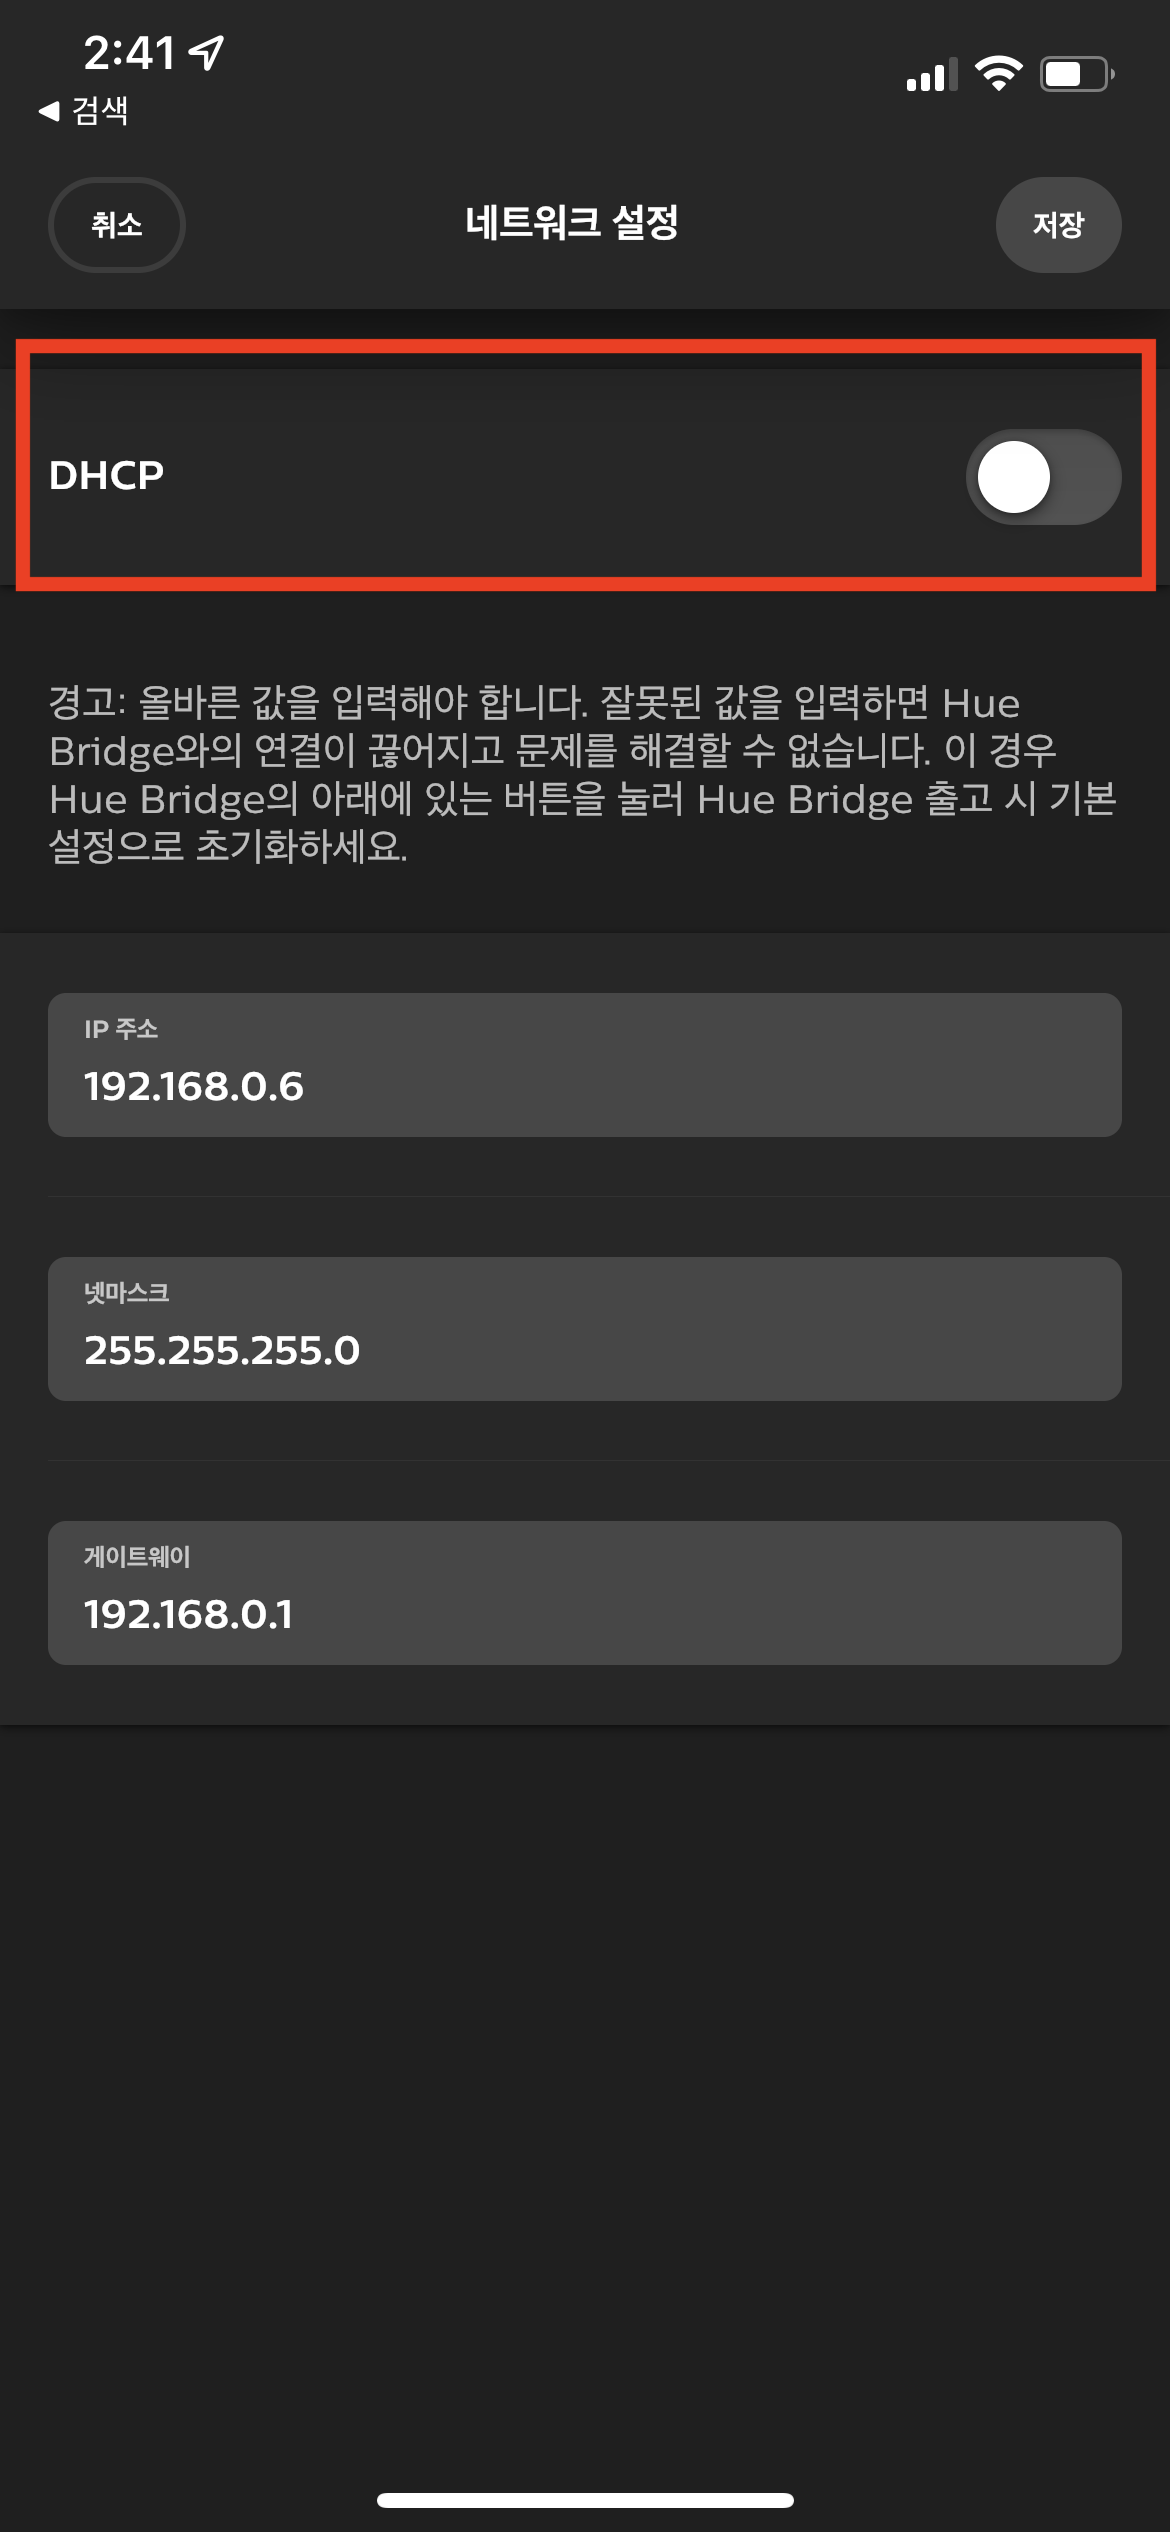 2:41
◀ 검색
취소
네트워크 설정
저장
DHCP
경고: 올바른 값을 입력해야 합니다. 잘못된 값을 입력하면 Hue
Bridge와의 연결이 끊어지고 문제를 해결할 수 없습니다. 이 경우
Hue Bridge의 아래에 있는 버튼을 눌러 Hue Bridge 출고 시 기본
설정으로 초기화하세요.
IP 주소
192.168.0.6
넷마스크
255.255.255.0
게이트웨이
192.168.0.1